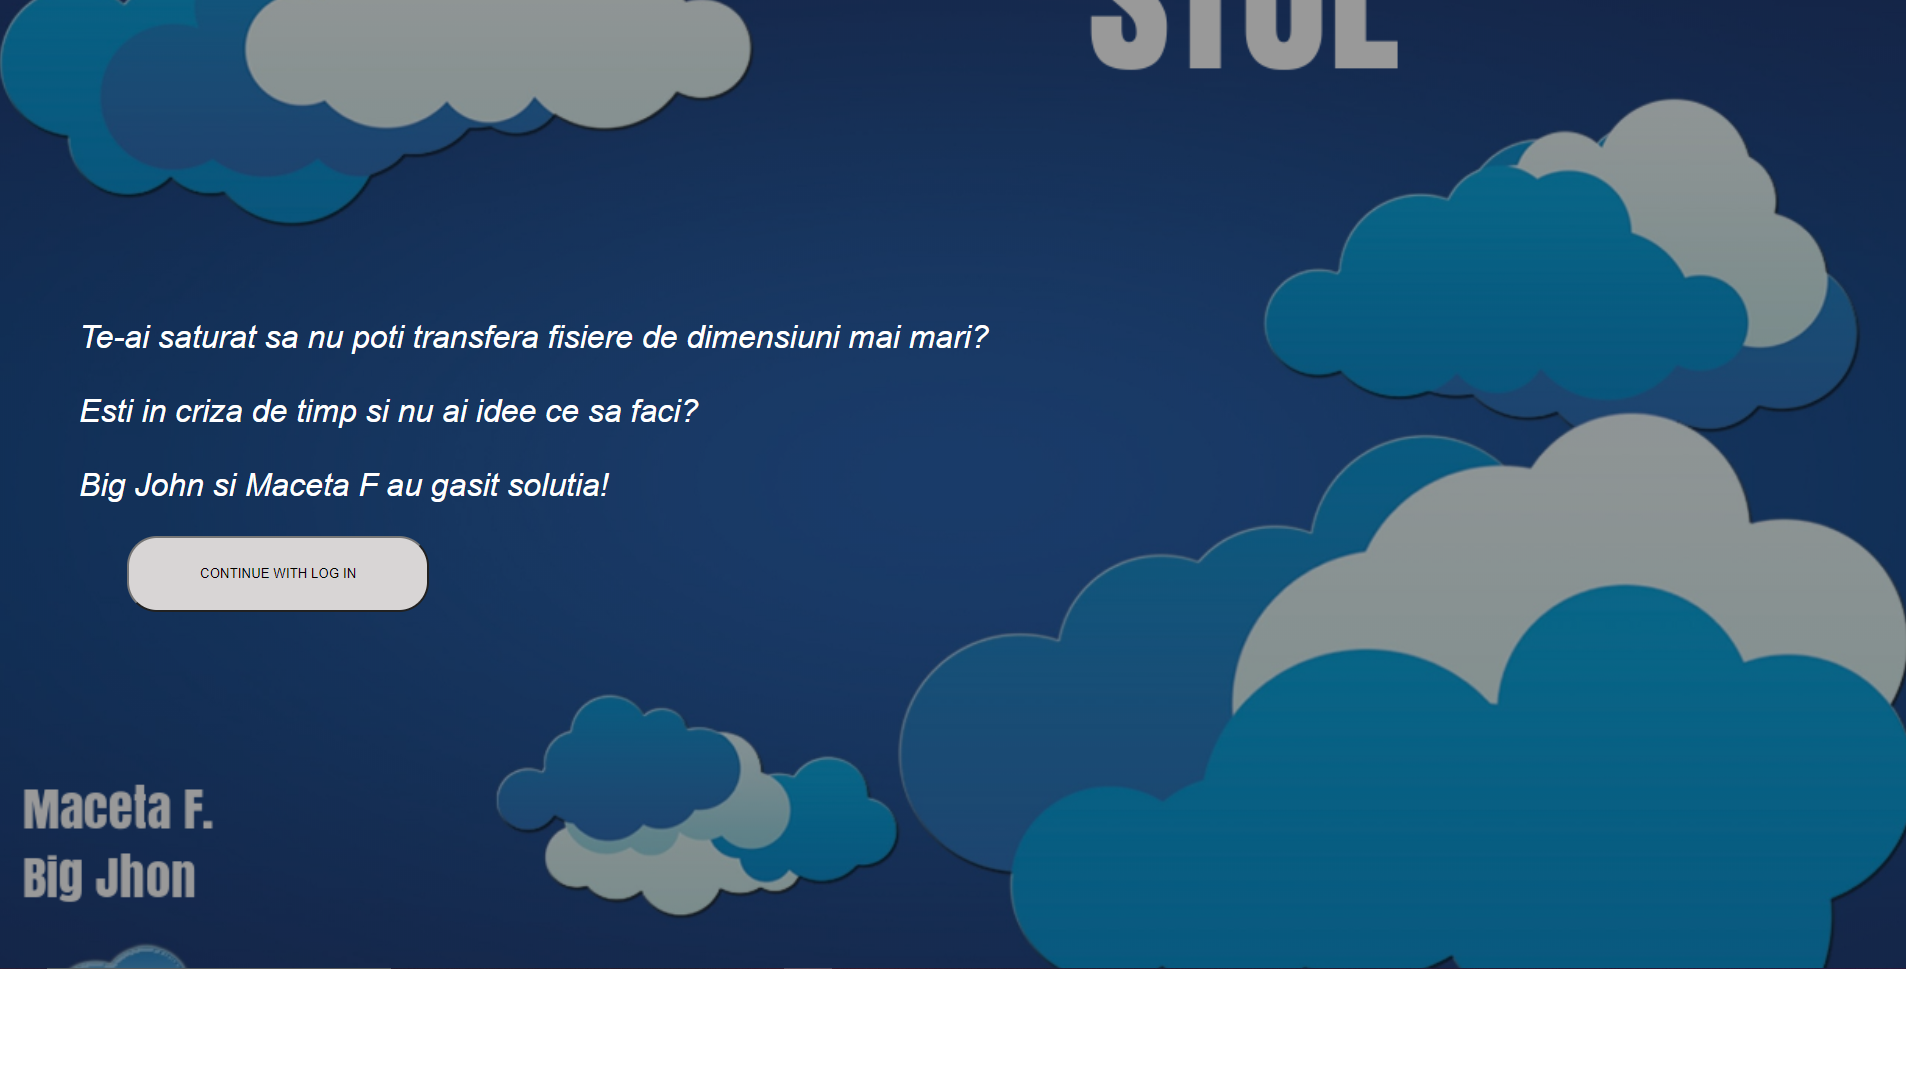 STOL
Te-ai saturat sa nu poti transfera fisiere de dimensiuni mai mari?
Esti in criza de timp si nu ai idee ce sa faci?
Big John si Maceta F au gasit solutia!
CONTINUE WITH LOG IN
Maceta F.
Big Jhon